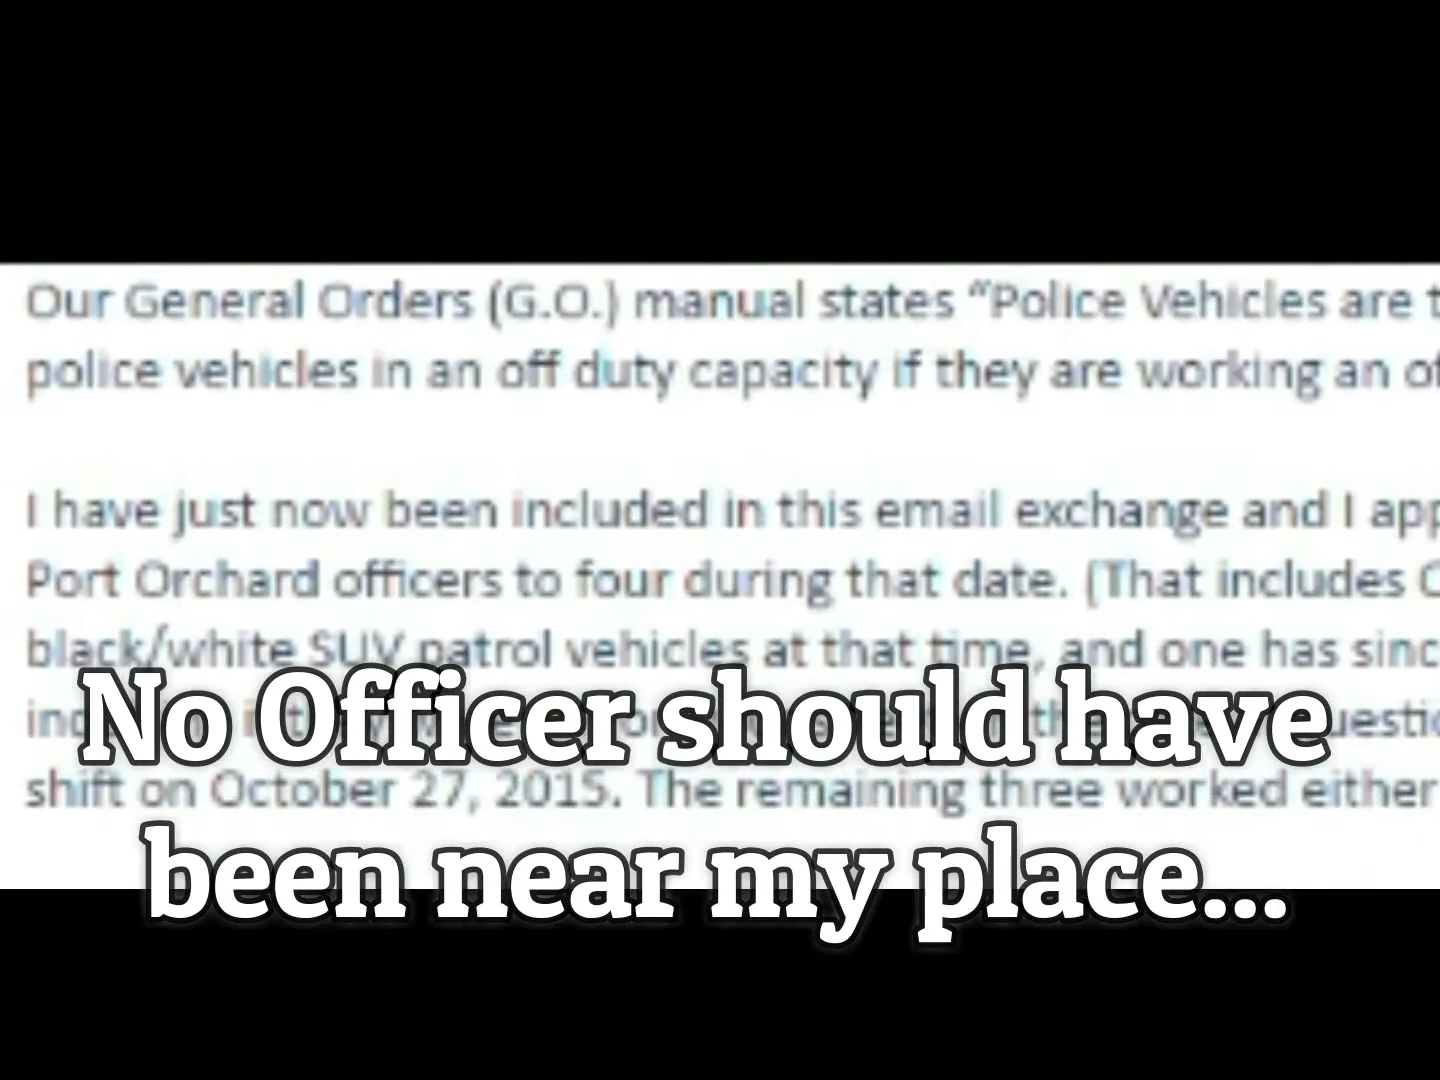 Our General Orders (G.O.) manual states “Police Vehicles are t
police vehicles in an off duty capacity if they are working an of
I have just now been included in this email exchange and I app
Port Orchard officers to four during that date. (That includes C
black/white SUV patrol vehicles at that time, and one has sinc
No Officer should have
shift on October 27, 2015. The remaining three worked either
been near my place...